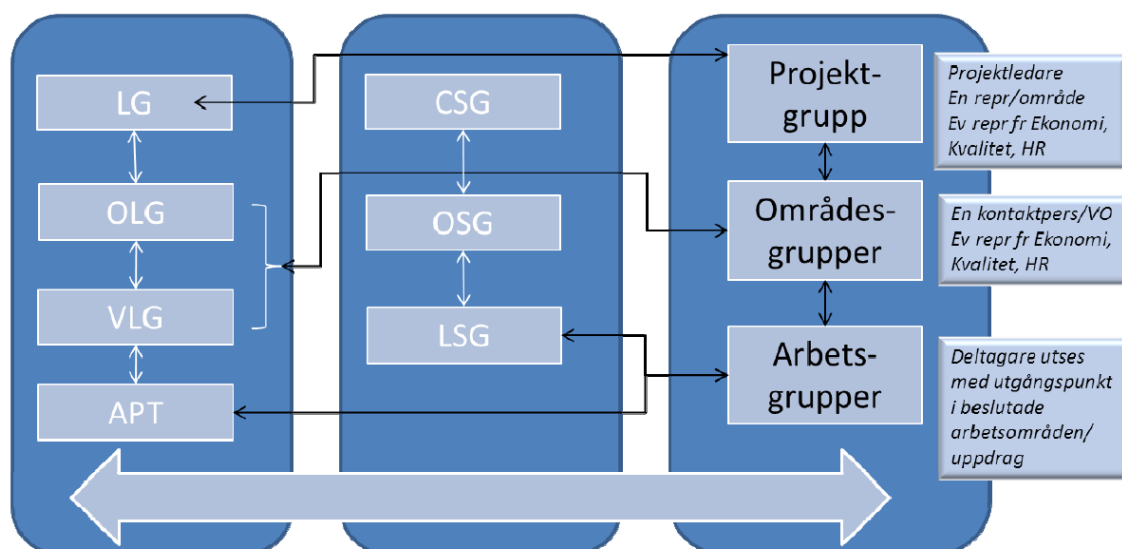 LG
OLG
VLG
APT
CSG
OSG
LSG
Projekt-
grupp
Områdes-
grupper
Arbets-
grupper
Projektledare
En repr/område
Ev repr fr Ekonomi,
Kvalitet, HR
En kontaktpers/VO
Ev repr fr Ekonomi,
Kvalitet, HR
Deltagare utses
med utgångspunkt
i beslutade
arbetsområden/
uppdrag